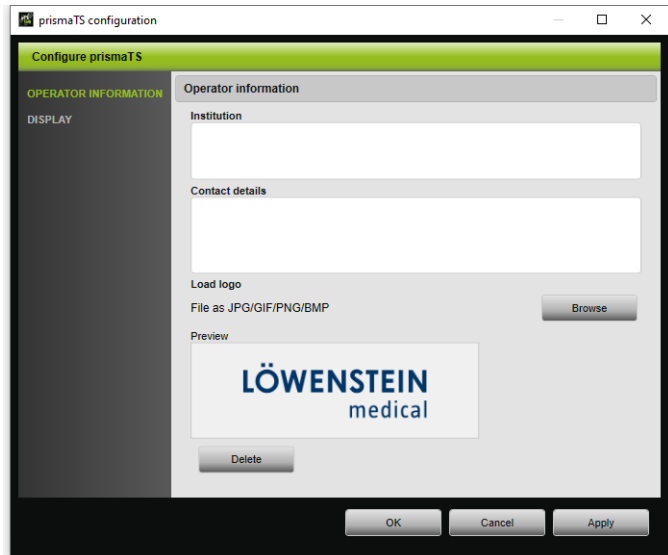 prismaTS configuration
Configure prismaTS
OPERATOR INFORMATION
DISPLAY
Operator information
Institution
Contact details
Load logo
File as JPG/GIF/PNG/BMP
Browse
Preview
LÖWENSTEIN
medical
Delete
OK
Cancel
Apply